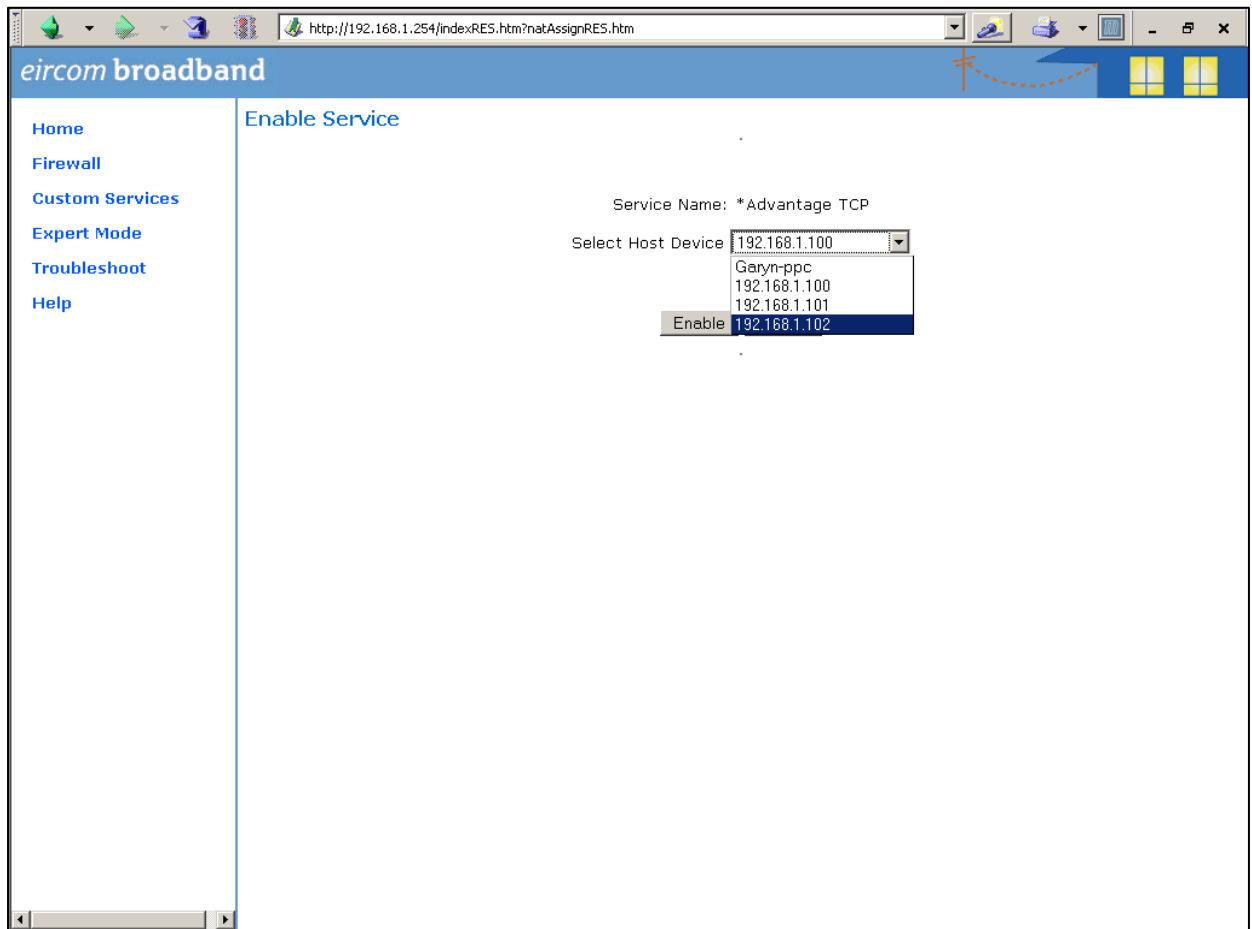 http://192.168.1.254/indexRES.htm?natAssignRES.htm
eircom broadband
Home
Firewall
Custom Services
Expert Mode
Troubleshoot
Help
Enable Service
Service Name: *Advantage TCP
Select Host Device 192.168.1.100
Garyn-ppc
192.168.1.100
192.168.1.101
192.168.1.102
Enable